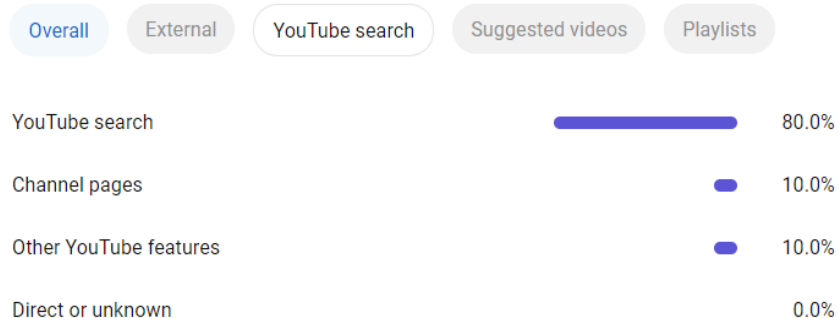 Overall External YouTube search Suggested videos Playlists
YouTube search 80.0%
Channel pages 10.0%
Other YouTube features 10.0%
Direct or unknown 0.0%